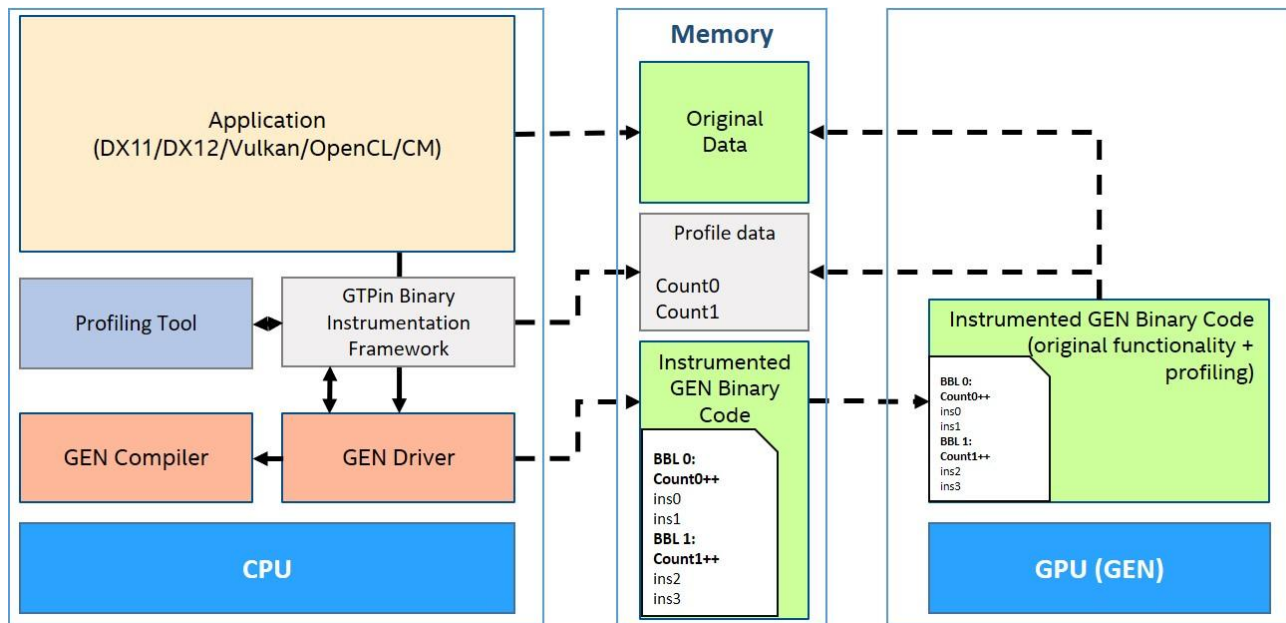 Application
(DX11/DX12/Vulkan/OpenCL/CM)
Profiling Tool
GTPin Binary
Instrumentation
Framework
GEN Compiler
GEN Driver
CPU
Memory
Original
Data
Profile data
Count0
Count1
Instrumented
GEN Binary
Code
BBL 0:
Count0++
ins0
ins1
BBL 1:
Count1++
ins2
ins3
Instrumented GEN Binary Code
(original functionality +
profiling)
BBL 0:
Count0++
ins0
ins1
BBL 1:
Count1++
ins2
ins3
GPU (GEN)